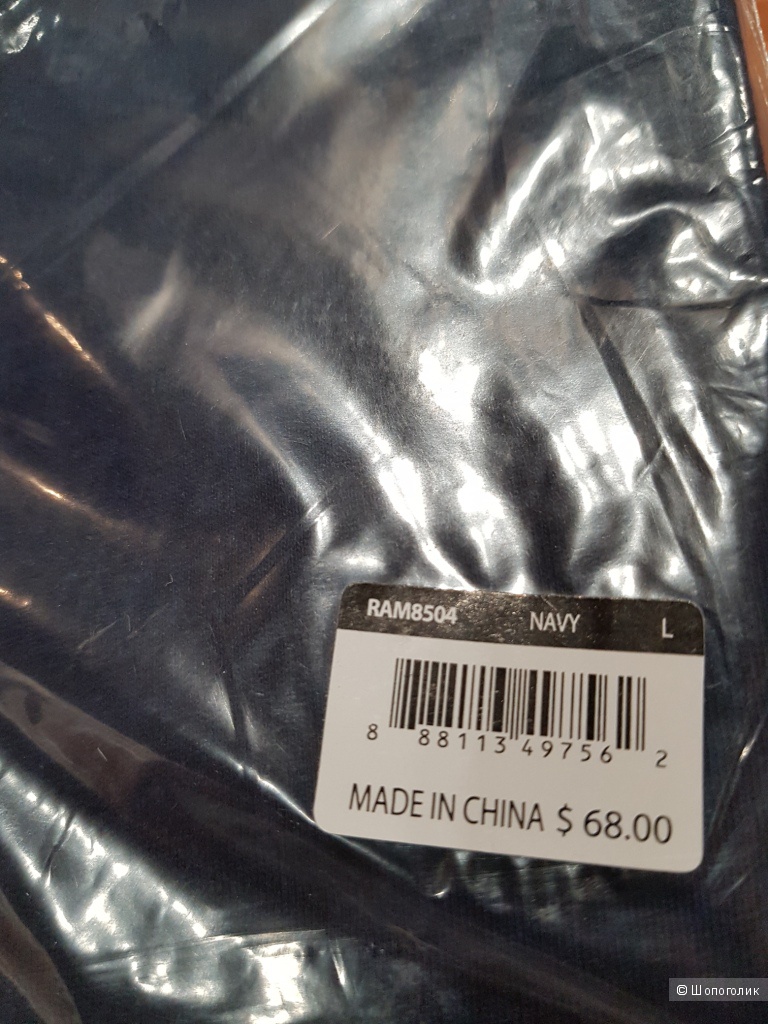 RAM8504 NAVY L
8 88113 49756 2
MADE IN CHINA $ 68.00
© Шопоголик